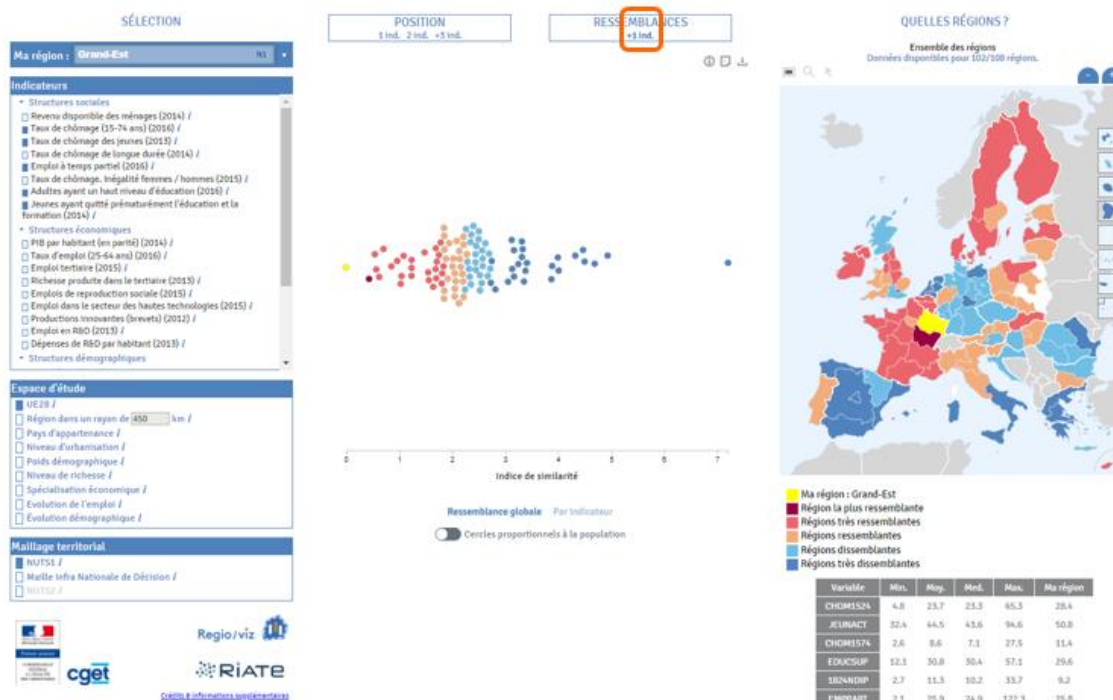 SÉLECTION
Ma région : Grand-Est N1
Indicateurs
Structures sociales
Revenu disponible des ménages (2014) i
Taux de chômage (15-74 ans) (2016) i
Taux de chômage des jeunes (2013) i
Taux de chômage de longue durée (2014) i
Emploi à temps partiel (2016) i
Taux de chômage. Inégalité femmes / hommes (2015) i
Adultes ayant un haut niveau d'éducation (2016) i
Jeunes ayant quitté prématurément l'éducation et la
formation (2014) i
Structures économiques
PIB par habitant (en parité) (2014) i
Taux d'emploi (25-64 ans) (2016) i
Emploi tertiaire (2015) i
Richesse produite dans le tertiaire (2013) i
Emplois de reproduction sociale (2015) i
Emploi dans le secteur des hautes technologies (2015) i
Productions innovantes (brevets) (2012) i
Emploi en R&D (2013) i
Dépenses de R&D par habitant (2013) i
Structures démographiques
Espace d'étude
UE28 i
Région dans un rayon de 450 km i
Pays d'appartenance i
Niveau d'urbanisation i
Poids démographique i
Niveau de richesse i
Spécialisation économique i
Evolution de l'emploi i
Évolution démographique i
Maillage territorial
NUTS1 i
Maille Infra Nationale de Décision i
NUTS2 i
cget
Regio/viz
RIATE
Crédits & informations supplémentaires
POSITION
1 ind. 2 ind. +3 ind.
RESSEMBLANCES
+1 ind.
0 1 2 3 4 5 6 7
Indice de similarité
Ressemblance globale Par indicateur
Cercles proportionnels à la population
QUELLES RÉGIONS ?
Ensemble des régions
Données disponibles pour 102/108 régions.
Ma région : Grand-Est
Région la plus ressemblante
Régions très ressemblantes
Régions ressemblantes
Régions dissemblantes
Régions très dissemblantes
Variable Min. Moy. Med. Max. Ma région
CHOM1524 4.8 23.7 23.3 65.3 28.4
JEUNACT 32.4 44.5 43.6 94.6 50.8
CHOM1574 2.6 8.6 7.1 27.5 11.4
EDUCSUP 12.1 30.8 30.4 57.1 29.6
1824NDIP 2.7 11.3 10.2 33.7 9.2